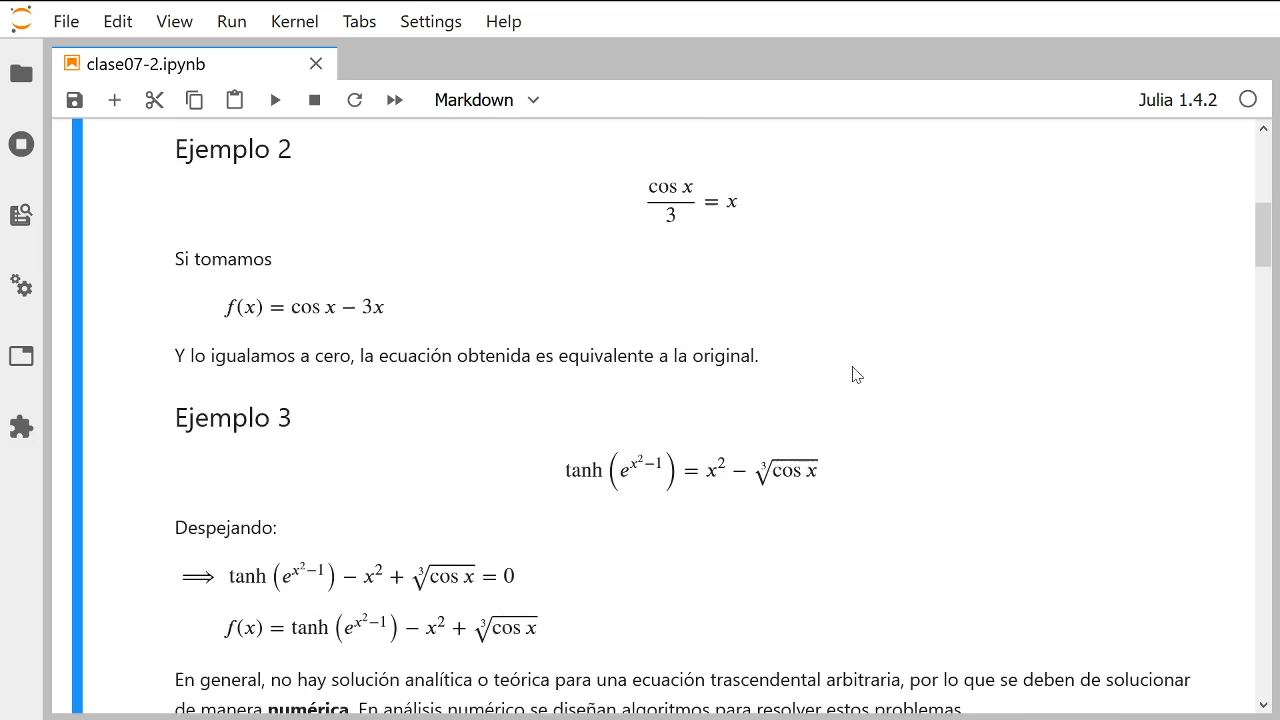 File Edit View Run Kernel Tabs Settings Help
clase07-2.ipynb
Markdown Julia 1.4.2
Ejemplo 2
cos x / 3 = x
Si tomamos
f(x) = cos x − 3x
Y lo igualamos a cero, la ecuación obtenida es equivalente a la original.
Ejemplo 3
tanh (e^{x²−1}) = x² − ∛cos x
Despejando:
⟹ tanh (e^{x²−1}) − x² + ∛cos x = 0
f(x) = tanh (e^{x²−1}) − x² + ∛cos x
En general, no hay solución analítica o teórica para una ecuación trascendental arbitraria, por lo que se deben de solucionar
de manera numérica. En análisis numérico se diseñan algoritmos para resolver estos problemas.